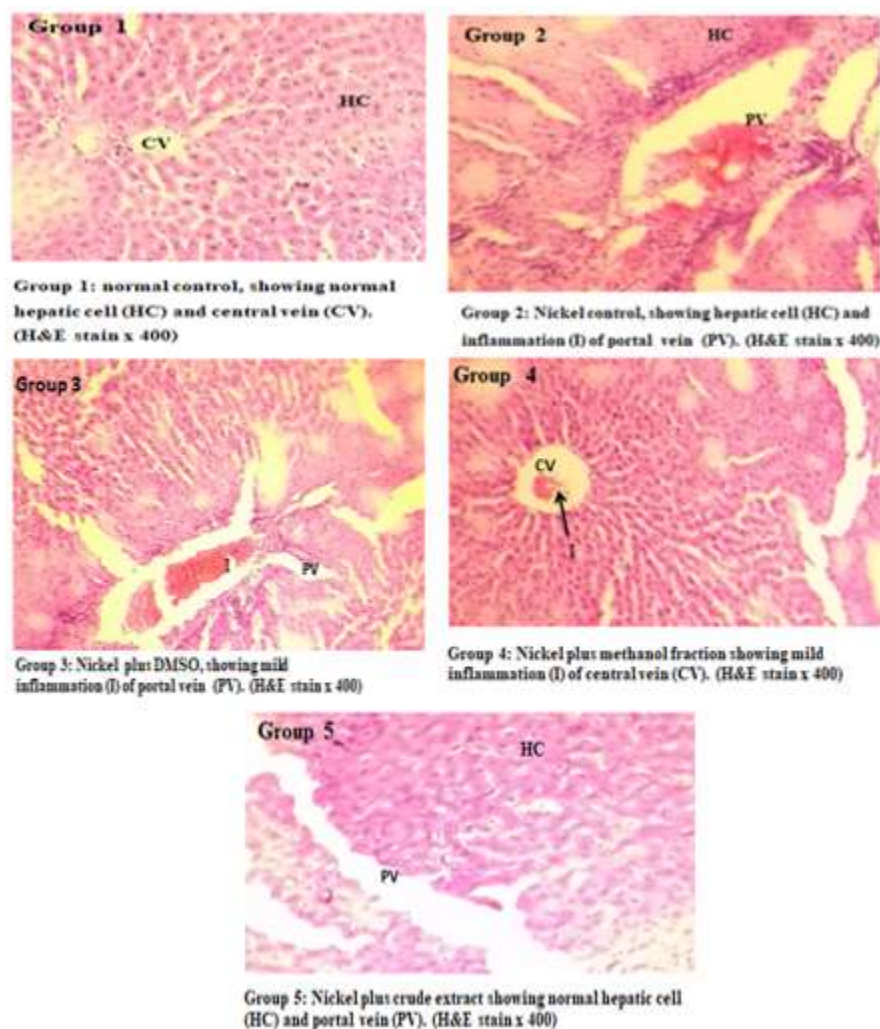 Group 1
HC
CV
Group 1: normal control, showing normal
hepatic cell (HC) and central vein (CV).
(H&E stain x 400)
Group 2
HC
PV
Group 2: Nickel control, showing hepatic cell (HC) and
inflammation (I) of portal vein (PV). (H&E stain x 400)
Group 3
I
PV
Group 3: Nickel plus DMSO, showing mild
inflammation (I) of portal vein (PV). (H&E stain x 400)
Group 4
CV
I
Group 4: Nickel plus methanol fraction showing mild
inflammation (I) of central vein (CV). (H&E stain x 400)
Group 5
HC
PV
Group 5: Nickel plus crude extract showing normal hepatic cell
(HC) and portal vein (PV). (H&E stain x 400)